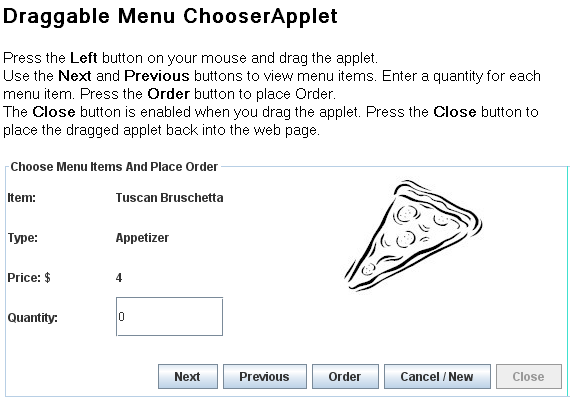 Draggable Menu ChooserApplet
Press the Left button on your mouse and drag the applet.
Use the Next and Previous buttons to view menu items. Enter a quantity for each
menu item. Press the Order button to place Order.
The Close button is enabled when you drag the applet. Press the Close button to
place the dragged applet back into the web page.
Choose Menu Items And Place Order
Item: Tuscan Bruschetta
Type: Appetizer
Price: $ 4
Quantity: 0
Next Previous Order Cancel / New Close